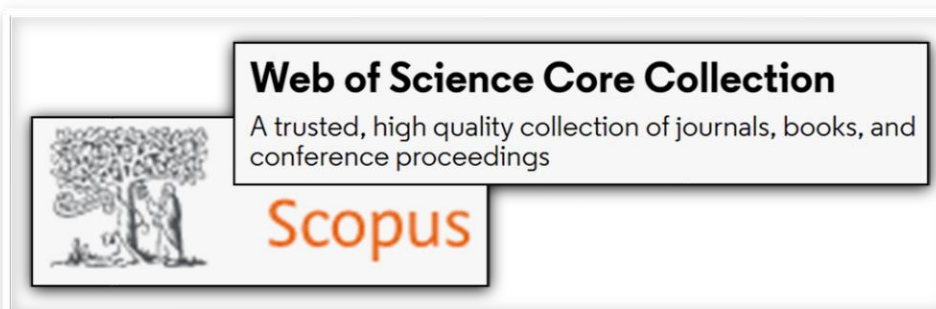 Web of Science Core Collection
A trusted, high quality collection of journals, books, and
conference proceedings
Scopus